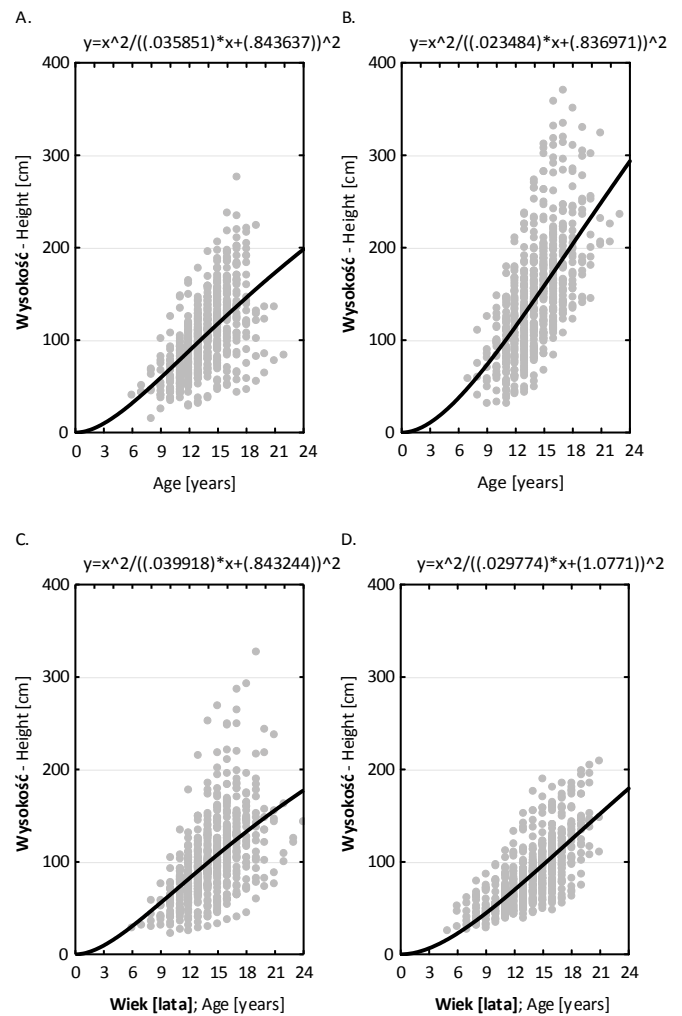 A.
y=x^2/((.035851)*x+(.843637))^2
400
300
200
100
0
Wysokość - Height [cm]
0 3 6 9 12 15 18 21 24
Age [years]
B.
y=x^2/((.023484)*x+(.836971))^2
400
300
200
100
0
Wysokość - Height [cm]
0 3 6 9 12 15 18 21 24
Age [years]
C.
y=x^2/((.039918)*x+(.843244))^2
400
300
200
100
0
Wysokość - Height [cm]
0 3 6 9 12 15 18 21 24
Wiek [lata]; Age [years]
D.
y=x^2/((.029774)*x+(1.0771))^2
400
300
200
100
0
Wysokość - Height [cm]
0 3 6 9 12 15 18 21 24
Wiek [lata]; Age [years]